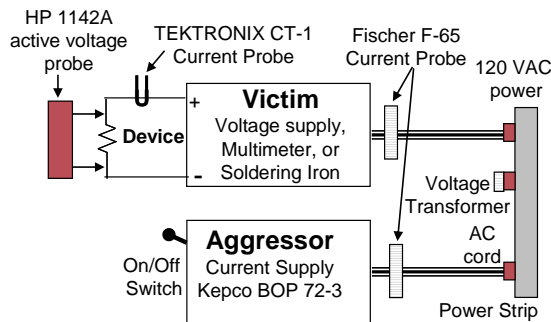 HP 1142A
active voltage
probe
TEKTRONIX CT-1
Current Probe
Fischer F-65
Current Probe
120 VAC
power
+
Device
-
Victim
Voltage supply,
Multimeter, or
Soldering Iron
Voltage
Transformer
On/Off
Switch
Aggressor
Current Supply
Kepco BOP 72-3
AC
cord
Power Strip